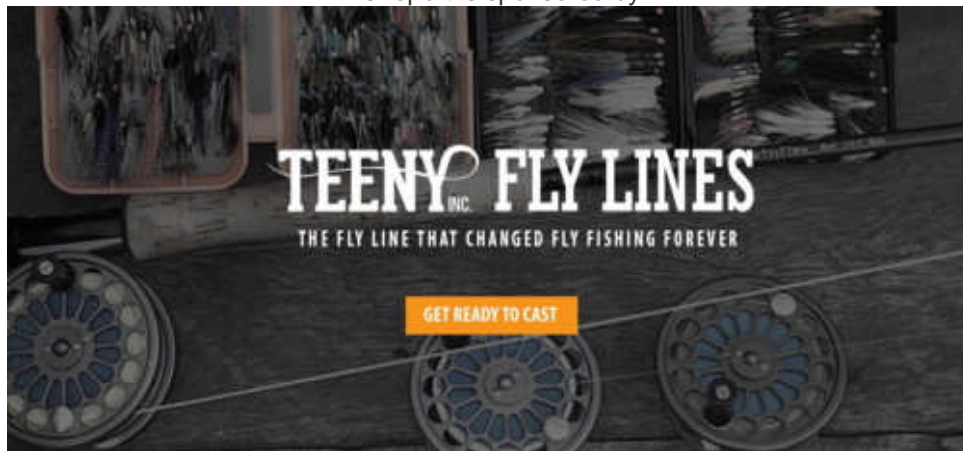 TEENY INC. FLY LINES
THE FLY LINE THAT CHANGED FLY FISHING FOREVER
GET READY TO CAST